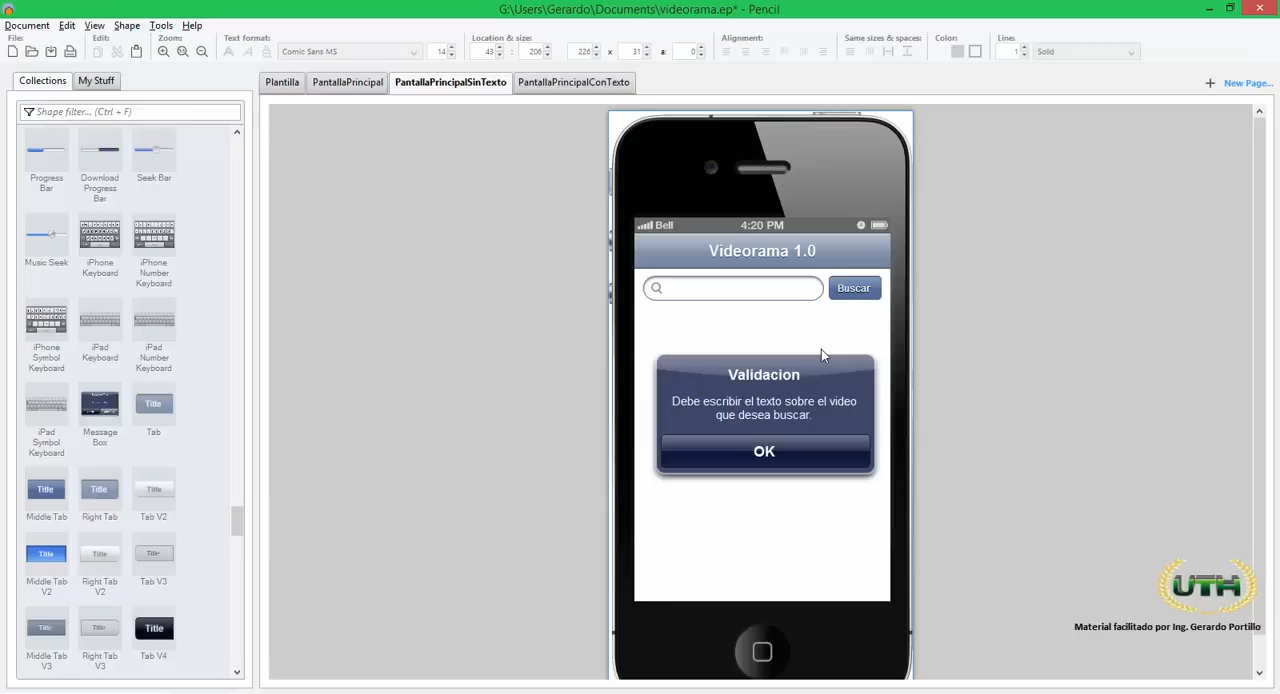 G:\Users\Gerardo\Documents\videorama.ep* - Pencil
Document Edit View Shape Tools Help
File: Edit: Zoom: Text format: Location & size: Alignment: Same sizes & spaces: Color: Line:
Comic Sans MS 14 43 : 206 226 x 31 a: 0 1 Solid
Collections My Stuff
Plantilla PantallaPrincipal PantallaPrincipalSinTexto PantallaPrincipalConTexto
New Page...
Shape filter... (Ctrl + F)
Progress Bar
Download Progress Bar
Seek Bar
Music Seek
iPhone Keyboard
iPhone Number Keyboard
iPhone Symbol Keyboard
iPad Keyboard
iPad Number Keyboard
iPad Symbol Keyboard
Message Box
Title
Tab
Title
Middle Tab
Title
Right Tab
Title
Tab V2
Title
Middle Tab V2
Title
Right Tab V2
Title
Tab V3
Title
Middle Tab V3
Title
Right Tab V3
Title
Tab V4
Bell 4:20 PM
Videorama 1.0
Buscar
Validacion
Debe escribir el texto sobre el video
que desea buscar.
OK
UTH
Material facilitado por Ing. Gerardo Portillo